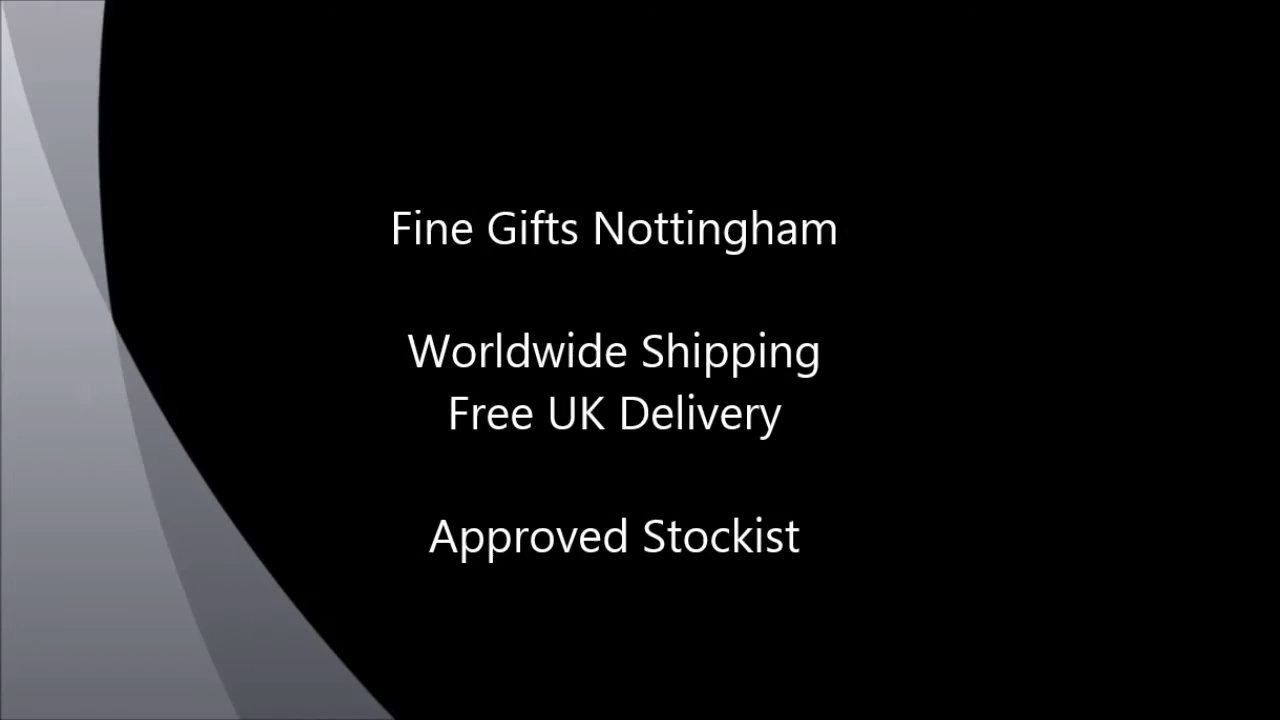 Fine Gifts Nottingham
Worldwide Shipping
Free UK Delivery
Approved Stockist